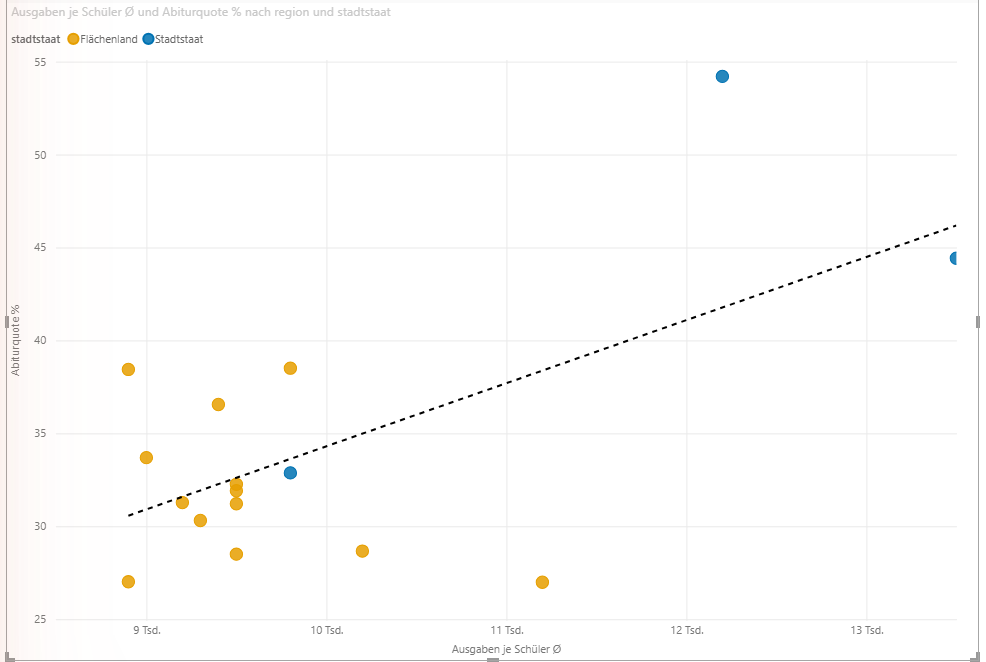 Ausgaben je Schüler Ø und Abiturquote % nach region und stadtstaat
stadtstaat Flächenland Stadtstaat
55
50
45
40
35
30
25
Abiturquote %
9 Tsd. 10 Tsd. 11 Tsd. 12 Tsd. 13 Tsd.
Ausgaben je Schüler Ø